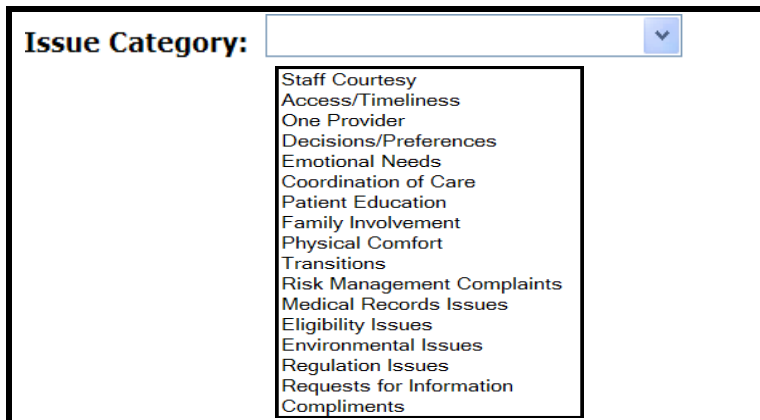 Issue Category:
Staff Courtesy
Access/Timeliness
One Provider
Decisions/Preferences
Emotional Needs
Coordination of Care
Patient Education
Family Involvement
Physical Comfort
Transitions
Risk Management Complaints
Medical Records Issues
Eligibility Issues
Environmental Issues
Regulation Issues
Requests for Information
Compliments